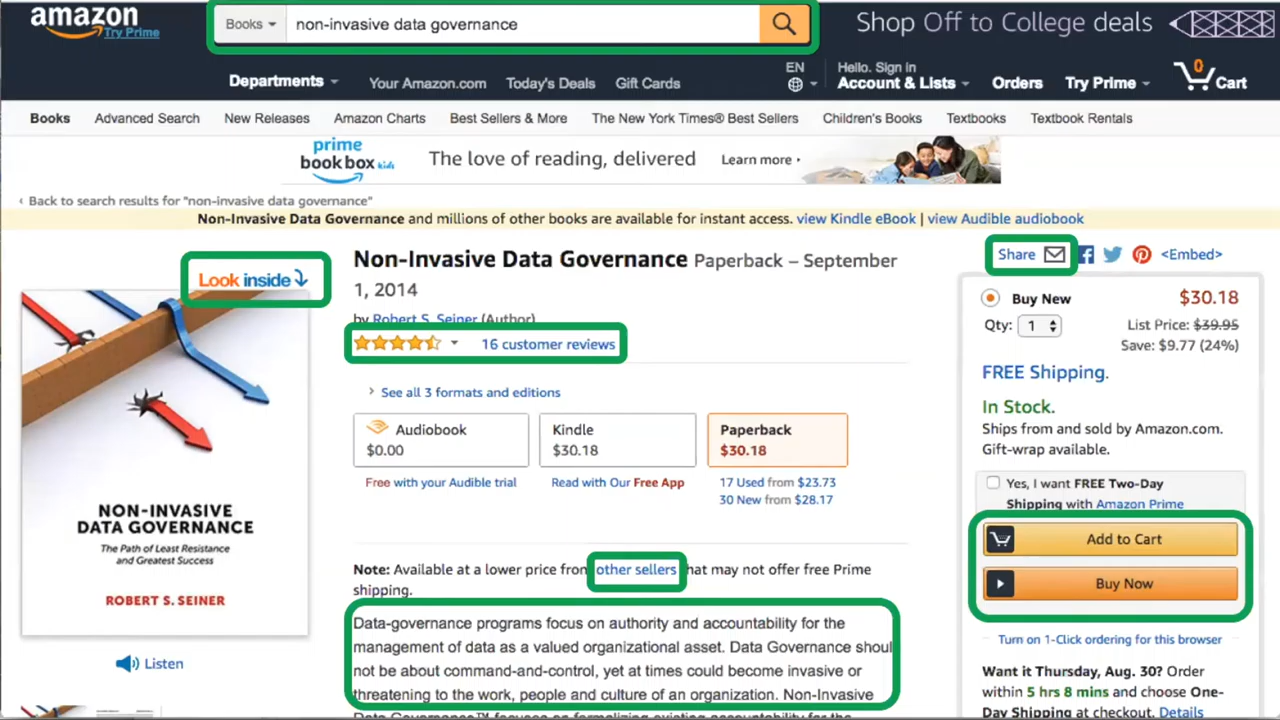 amazon
Try Prime
Books
non-invasive data governance
Shop Off to College deals
Departments
Your Amazon.com
Today's Deals
Gift Cards
EN
Hello. Sign in
Account & Lists
Orders
Try Prime
0
Cart
Books
Advanced Search
New Releases
Amazon Charts
Best Sellers & More
The New York Times® Best Sellers
Children's Books
Textbooks
Textbook Rentals
prime
book box kids
The love of reading, delivered
Learn more ›
‹ Back to search results for "non-invasive data governance"
Non-Invasive Data Governance and millions of other books are available for instant access. view Kindle eBook | view Audible audiobook
Look inside
NON-INVASIVE
DATA GOVERNANCE
The Path of Least Resistance
and Greatest Success
ROBERT S. SEINER
Listen
Non-Invasive Data Governance Paperback – September
1, 2014
by Robert S. Seiner (Author)
16 customer reviews
› See all 3 formats and editions
Audiobook
$0.00
Free with your Audible trial
Kindle
$30.18
Read with Our Free App
Paperback
$30.18
17 Used from $23.73
30 New from $28.17
Note: Available at a lower price from other sellers that may not offer free Prime
shipping.
Data-governance programs focus on authority and accountability for the
management of data as a valued organizational asset. Data Governance shoul
not be about command-and-control, yet at times could become invasive or
threatening to the work, people and culture of an organization. Non-Invasive
Data Governance™ focuses on formalizing existing accountability for the
Share
<Embed>
Buy New
$30.18
Qty: 1
List Price: $39.95
Save: $9.77 (24%)
FREE Shipping.
In Stock.
Ships from and sold by Amazon.com.
Gift-wrap available.
Yes, I want FREE Two-Day
Shipping with Amazon Prime
Add to Cart
Buy Now
Turn on 1-Click ordering for this browser
Want it Thursday, Aug. 30? Order
within 5 hrs 8 mins and choose One-
Day Shipping at checkout. Details